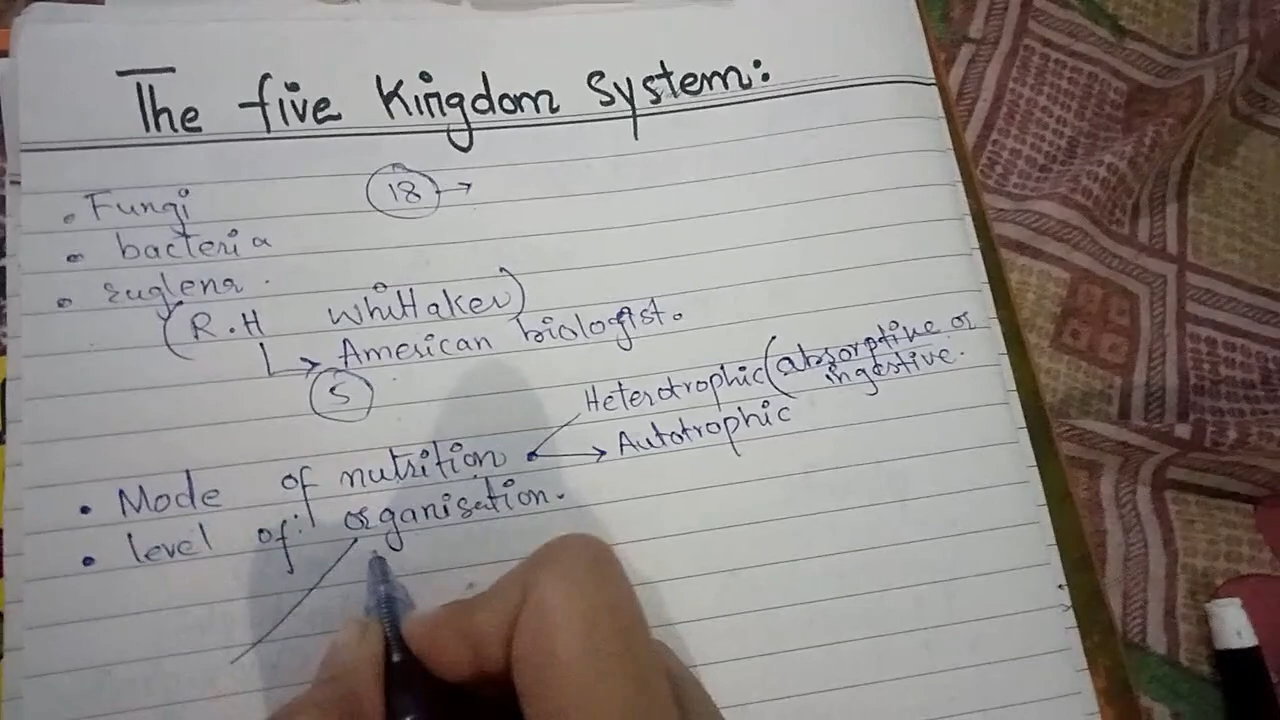 The five Kingdom System:
18 →
• Fungi
• bacteria
• euglena.
(R.H Whittaker)
→ American biologist.
5
Heterotrophic (absorptive or
ingestive.
• Mode of nutrition → Autotrophic
• level of organisation.